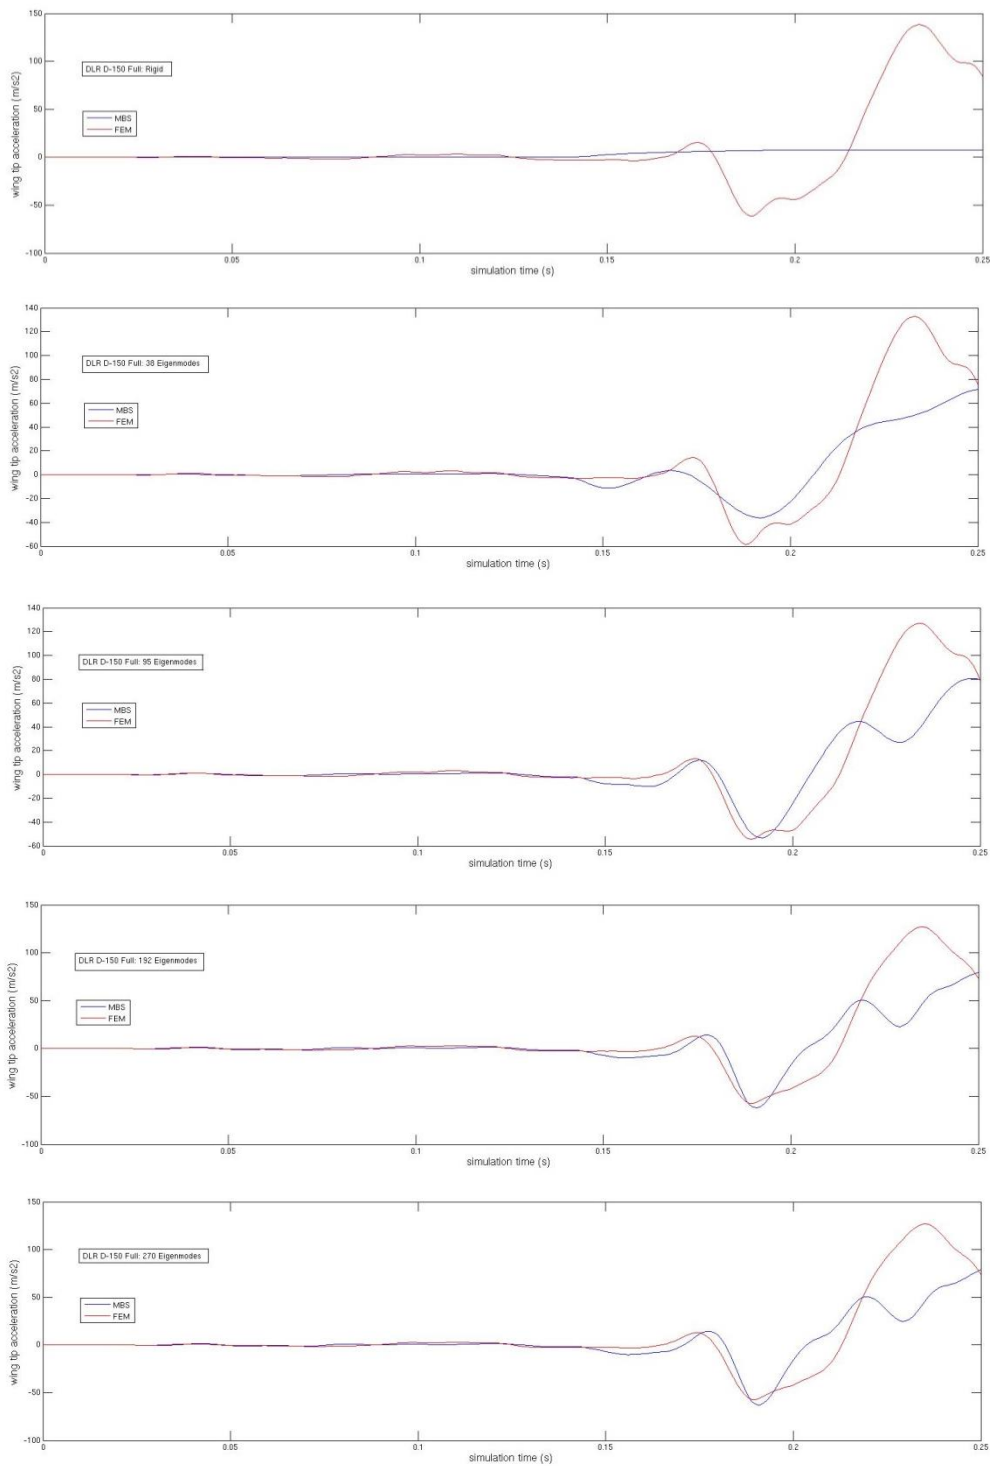 150
100
50
0
-50
-100
wing tip acceleration (m/s2)
DLR D-150 Full: Rigid
MBS
FEM
0
0.05
0.1
0.15
0.2
0.25
simulation time (s)
140
120
100
80
60
40
20
0
-20
-40
-60
wing tip acceleration (m/s2)
DLR D-150 Full: 38 Eigenmodes
MBS
FEM
0
0.05
0.1
0.15
0.2
0.25
simulation time (s)
140
120
100
80
60
40
20
0
-20
-40
-60
wing tip acceleration (m/s2)
DLR D-150 Full: 95 Eigenmodes
MBS
FEM
0
0.05
0.1
0.15
0.2
0.25
simulation time (s)
150
100
50
0
-50
-100
wing tip acceleration (m/s2)
DLR D-150 Full: 192 Eigenmodes
MBS
FEM
0
0.05
0.1
0.15
0.2
0.25
simulation time (s)
150
100
50
0
-50
-100
wing tip acceleration (m/s2)
DLR D-150 Full: 270 Eigenmodes
MBS
FEM
0
0.05
0.1
0.15
0.2
0.25
simulation time (s)